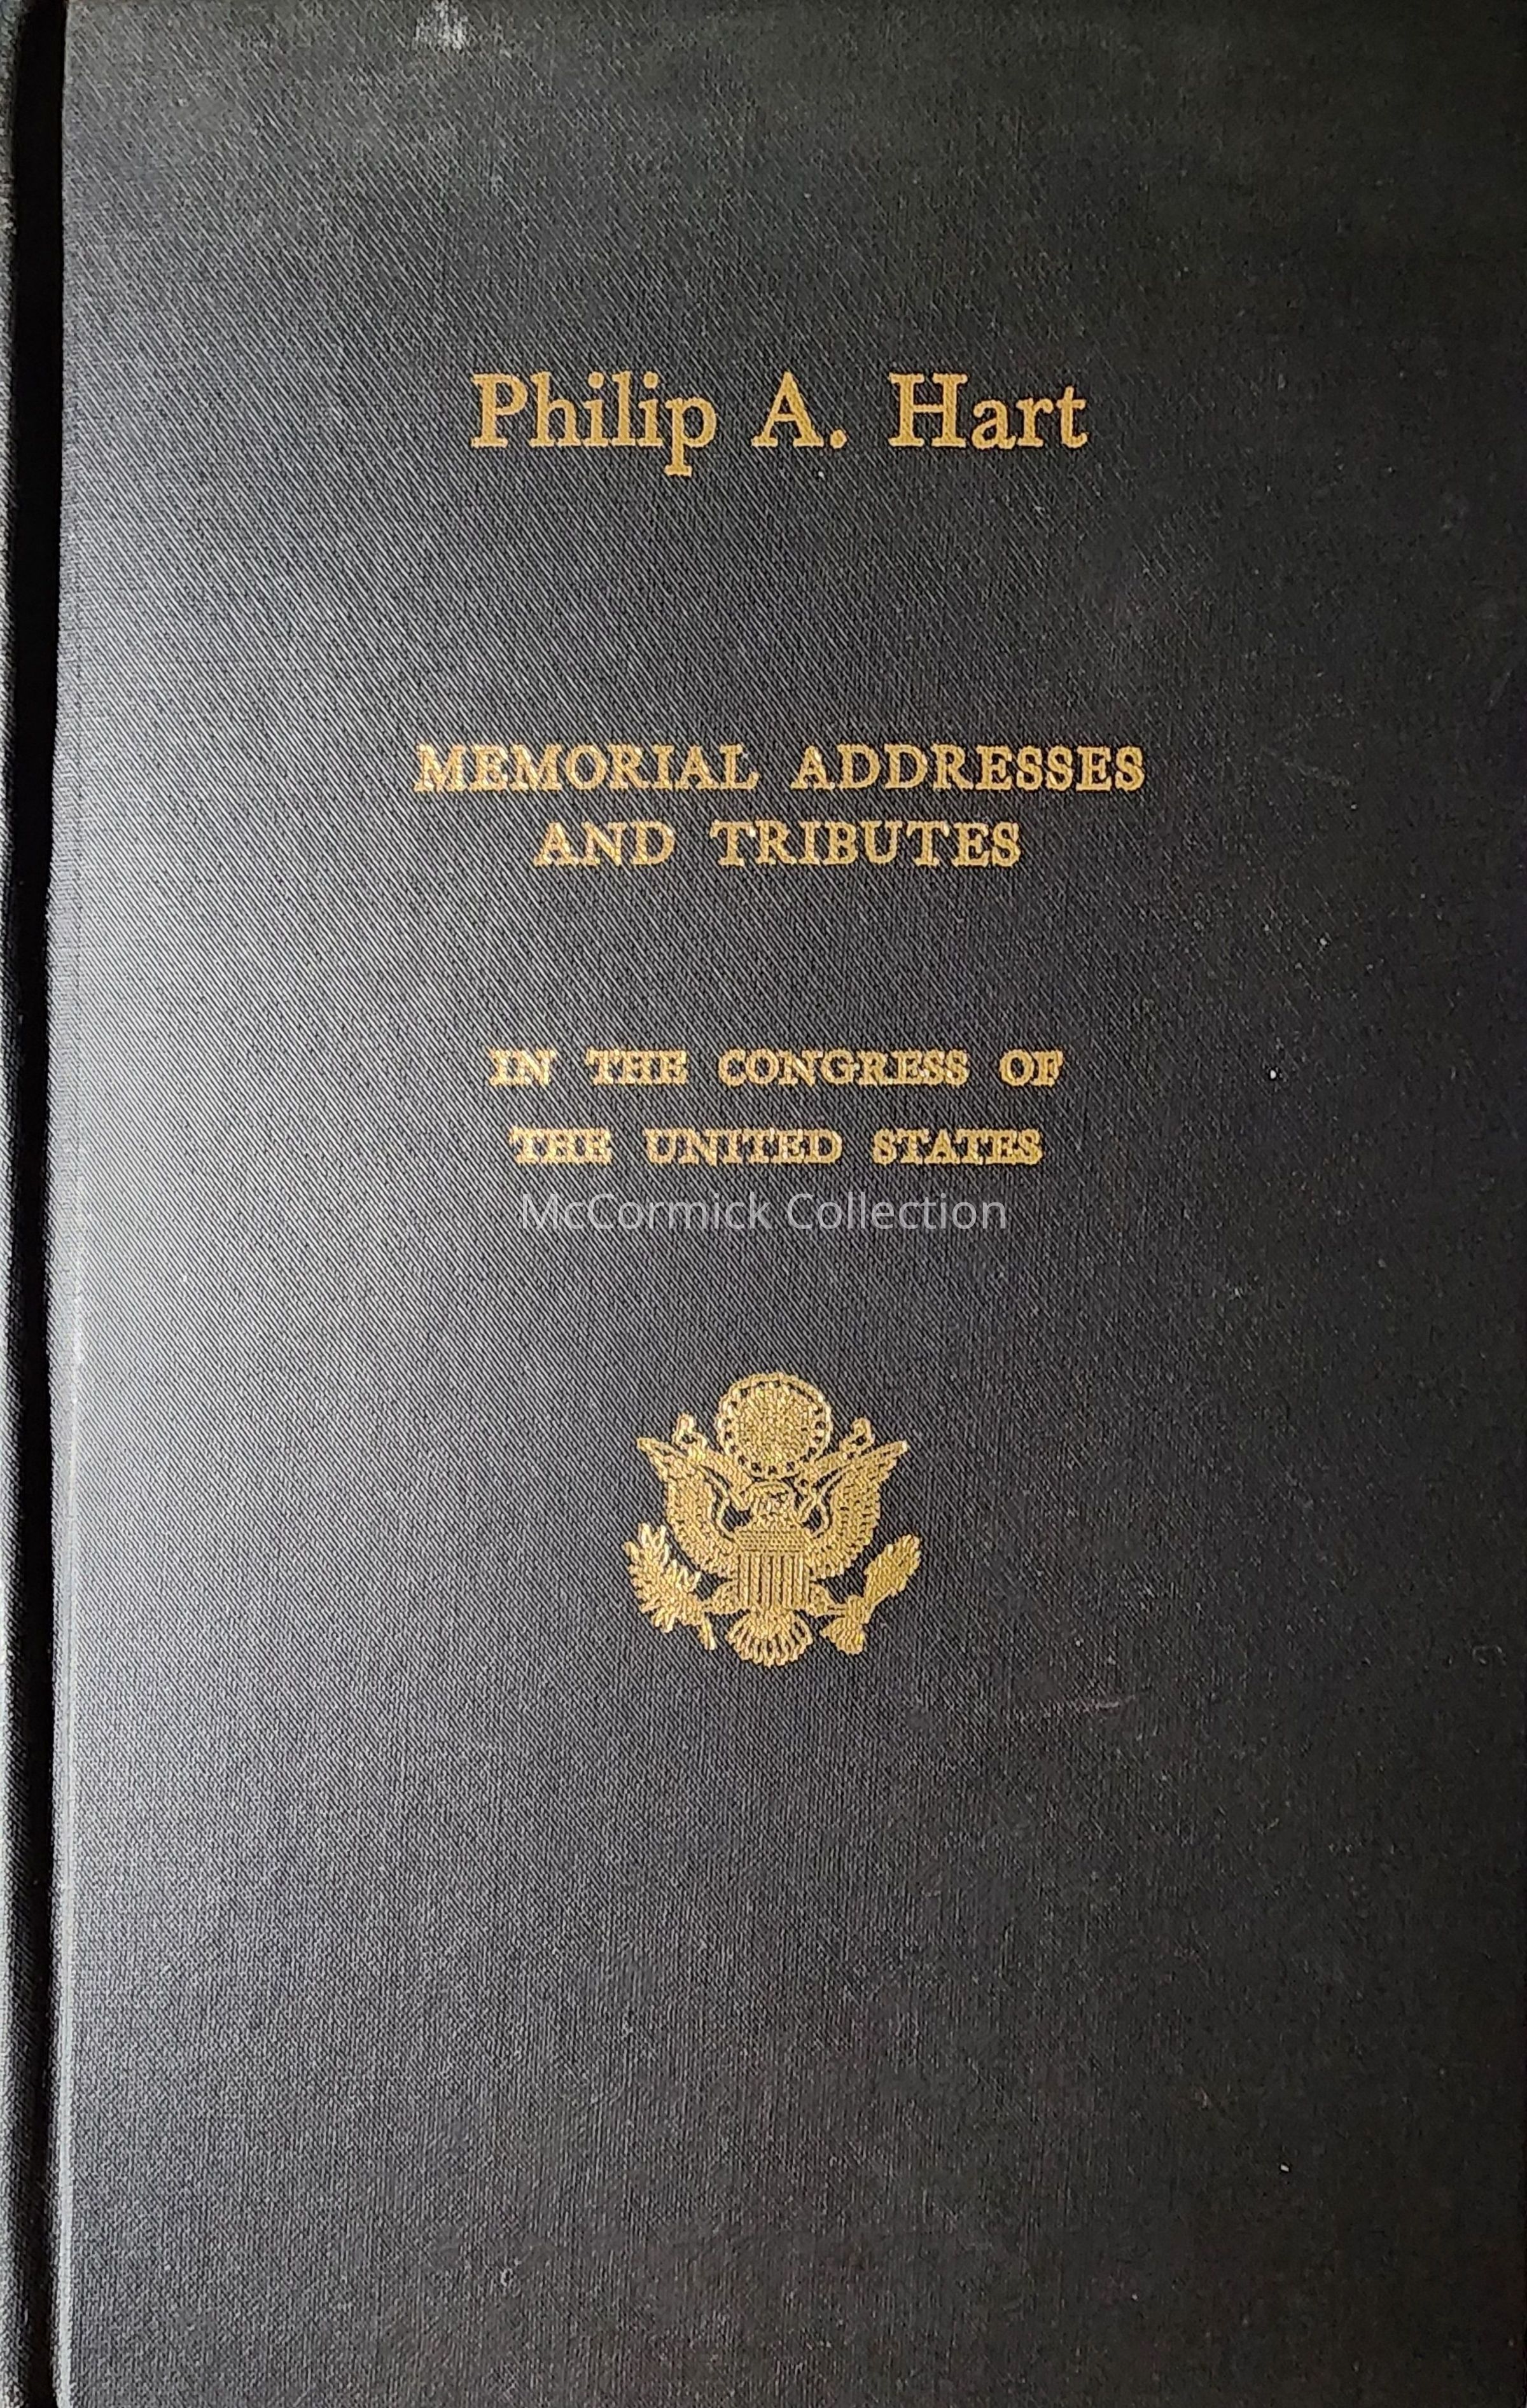 Philip A. Hart
MEMORIAL ADDRESSES
AND TRIBUTES
IN THE CONGRESS OF
THE UNITED STATES
McCormick Collection